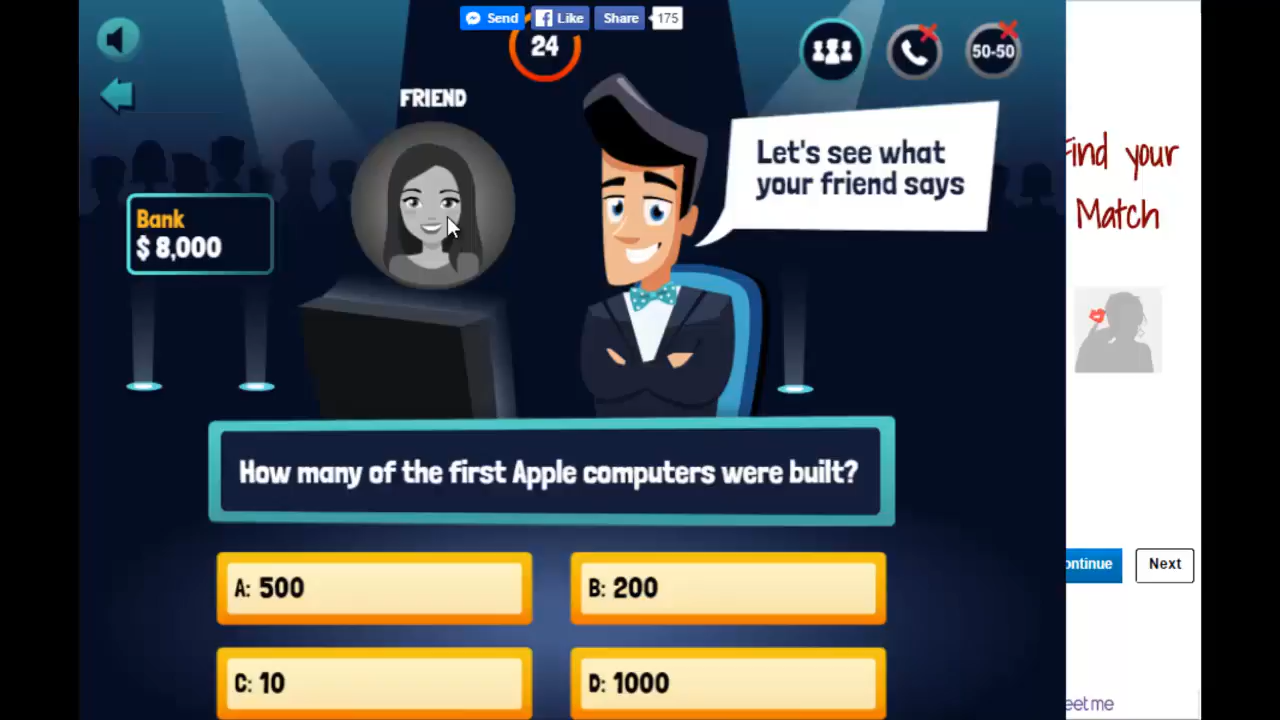 Send
Like
Share
175
24
50-50
FRIEND
Let's see what
your friend says
Bank
$ 8,000
Find your
Match
How many of the first Apple computers were built?
A: 500
B: 200
C: 10
D: 1000
ontinue
Next
eet me